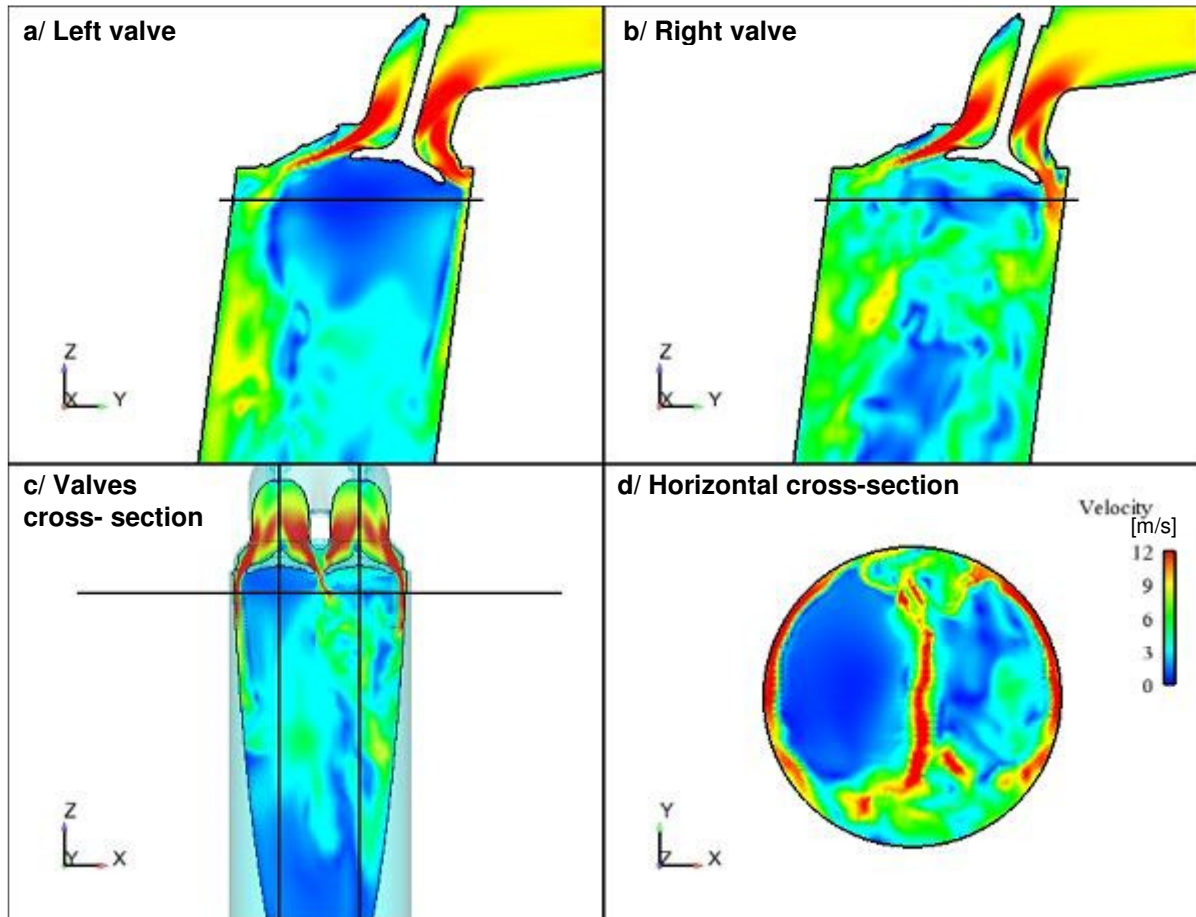 a/ Left valve
Z
X
Y
b/ Right valve
Z
X
Y
c/ Valves
cross- section
Z
Y
X
d/ Horizontal cross-section
Velocity
[m/s]
12
9
6
3
0
Y
Z
X